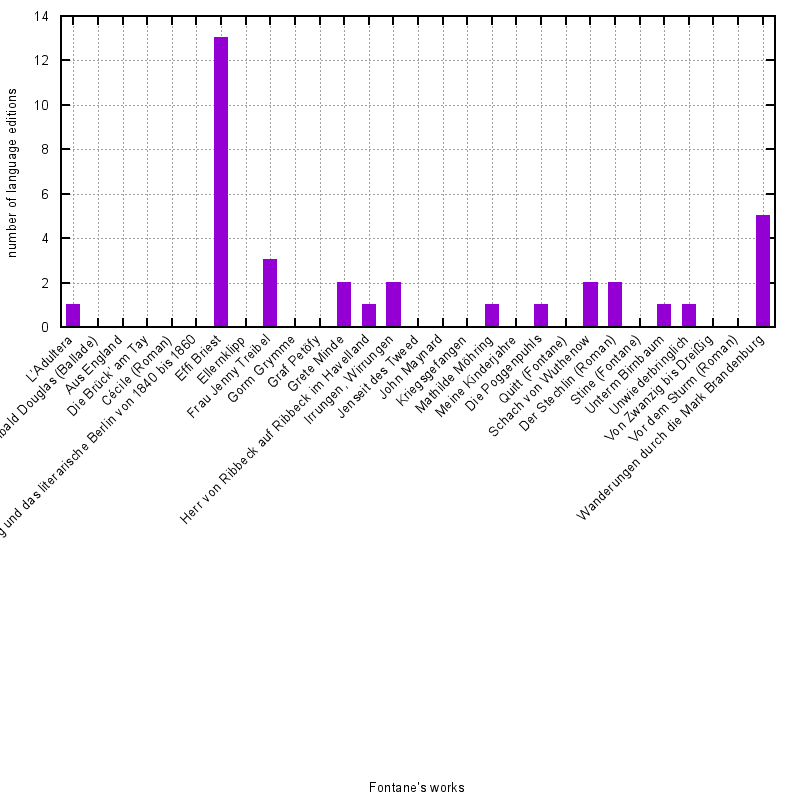 14
12
10
8
6
4
2
0
number of language editions
L'Adultera
bald Douglas (Ballade)
Aus England
Die Brück' am Tay
Cécile (Roman)
g und das literarische Berlin von 1840 bis 1860
Effi Briest
Ellernklipp
Frau Jenny Treibel
Gorm Grymme
Graf Petöfy
Grete Minde
Herr von Ribbeck auf Ribbeck im Havelland
Irrungen, Wirrungen
Jenseit des Tweed
John Maynard
Kriegsgefangen
Mathilde Möhring
Meine Kinderjahre
Die Poggenpuhls
Quitt (Fontane)
Schach von Wuthenow
Der Stechlin (Roman)
Stine (Fontane)
Unterm Birnbaum
Unwiederbringlich
Von Zwanzig bis Dreißig
Vor dem Sturm (Roman)
Wanderungen durch die Mark Brandenburg
Fontane's works